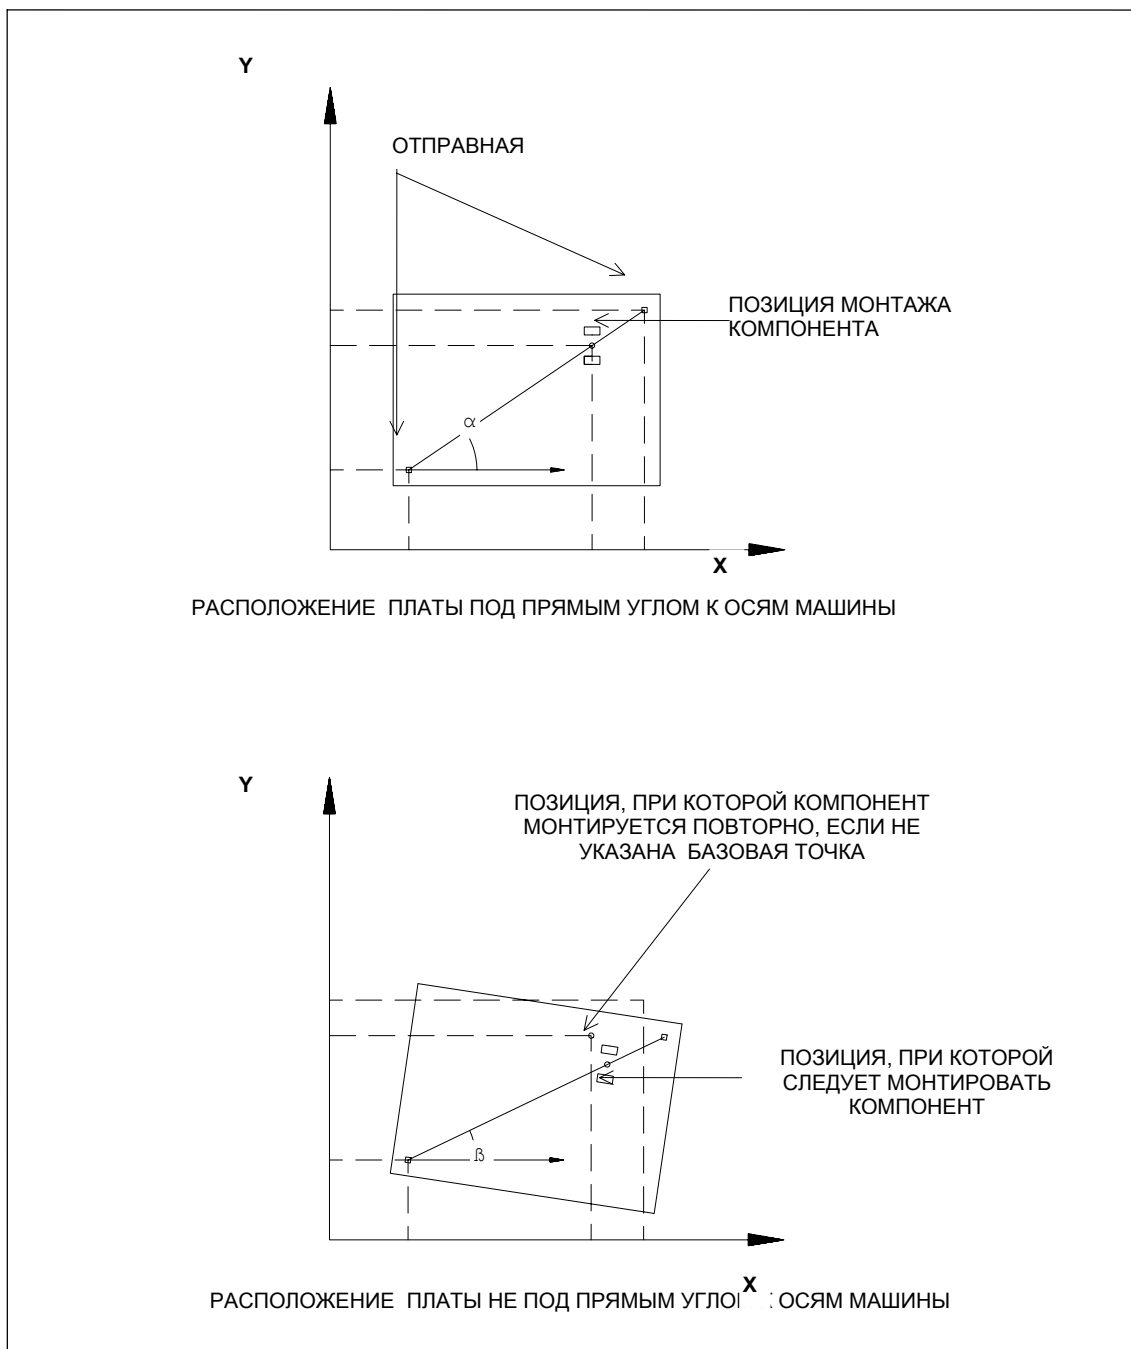 Y
ОТПРАВНАЯ
ПОЗИЦИЯ МОНТАЖА
КОМПОНЕНТА
α
X
РАСПОЛОЖЕНИЕ ПЛАТЫ ПОД ПРЯМЫМ УГЛОМ К ОСЯМ МАШИНЫ
Y
ПОЗИЦИЯ, ПРИ КОТОРОЙ КОМПОНЕНТ
МОНТИРУЕТСЯ ПОВТОРНО, ЕСЛИ НЕ
УКАЗАНА БАЗОВАЯ ТОЧКА
ПОЗИЦИЯ, ПРИ КОТОРОЙ
СЛЕДУЕТ МОНТИРОВАТЬ
КОМПОНЕНТ
ß
X
РАСПОЛОЖЕНИЕ ПЛАТЫ НЕ ПОД ПРЯМЫМ ОСЯМ МАШИНЫ